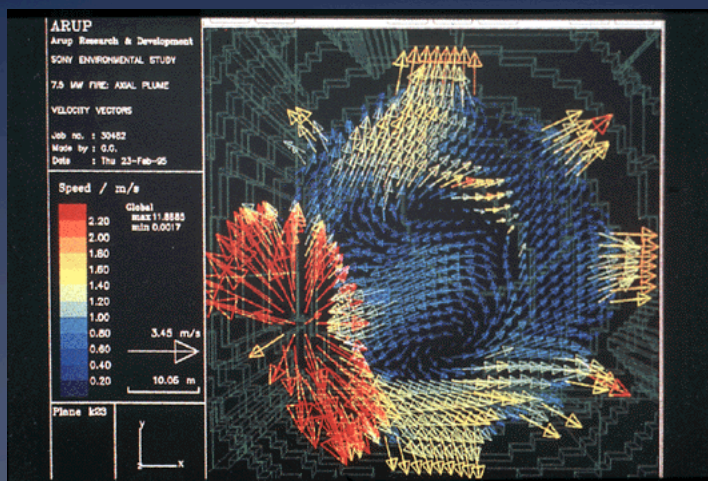 ARUP
Arup Research & Development
SONY ENVIRONMENTAL STUDY
7.5 MW FIRE: AXIAL PLUME
VELOCITY VECTORS
Job no. : 30482
Made by : G.C.
Date : Thu 23-Feb-95
Speed / m/s
Global
max 11.8585
min 0.0017
2.20
2.00
1.80
1.60
1.40
1.20
1.00
0.80
0.60
0.40
0.20
3.45 m/s
10.05 m
Plane k23
y
z
x